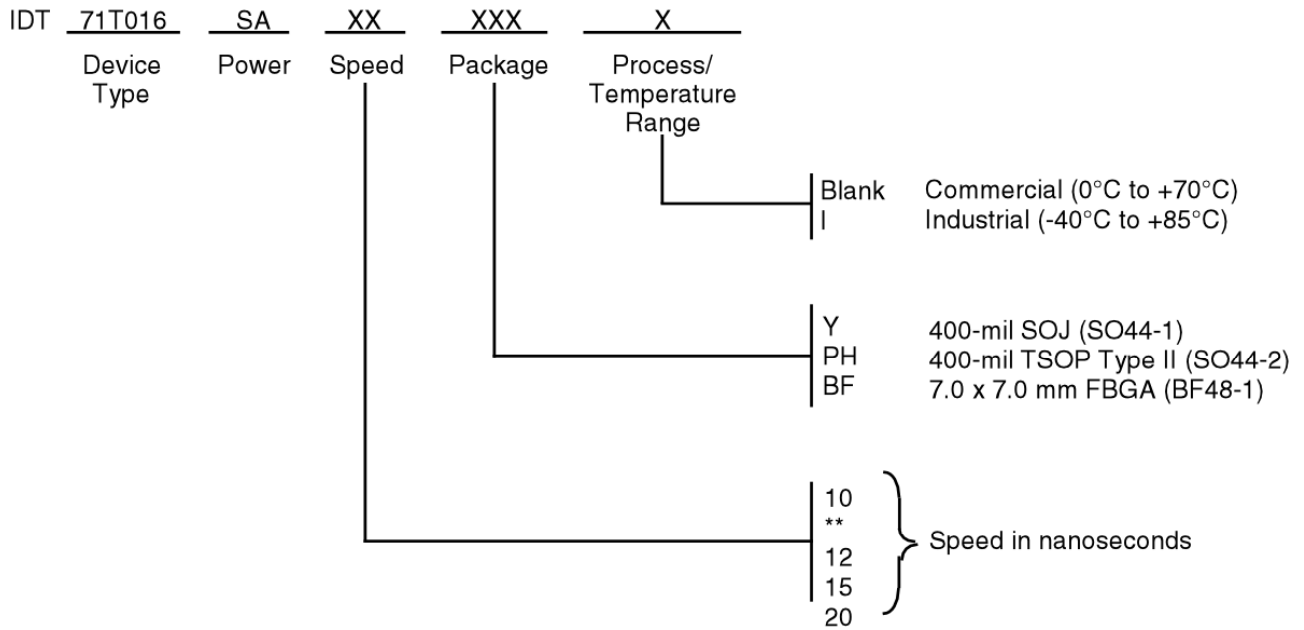 IDT 71T016 SA XX XXX X
Device Type Power Speed Package Process/ Temperature Range
Blank Commercial (0°C to +70°C)
I Industrial (-40°C to +85°C)
Y 400-mil SOJ (SO44-1)
PH 400-mil TSOP Type II (SO44-2)
BF 7.0 x 7.0 mm FBGA (BF48-1)
10
**
12
15
20
Speed in nanoseconds